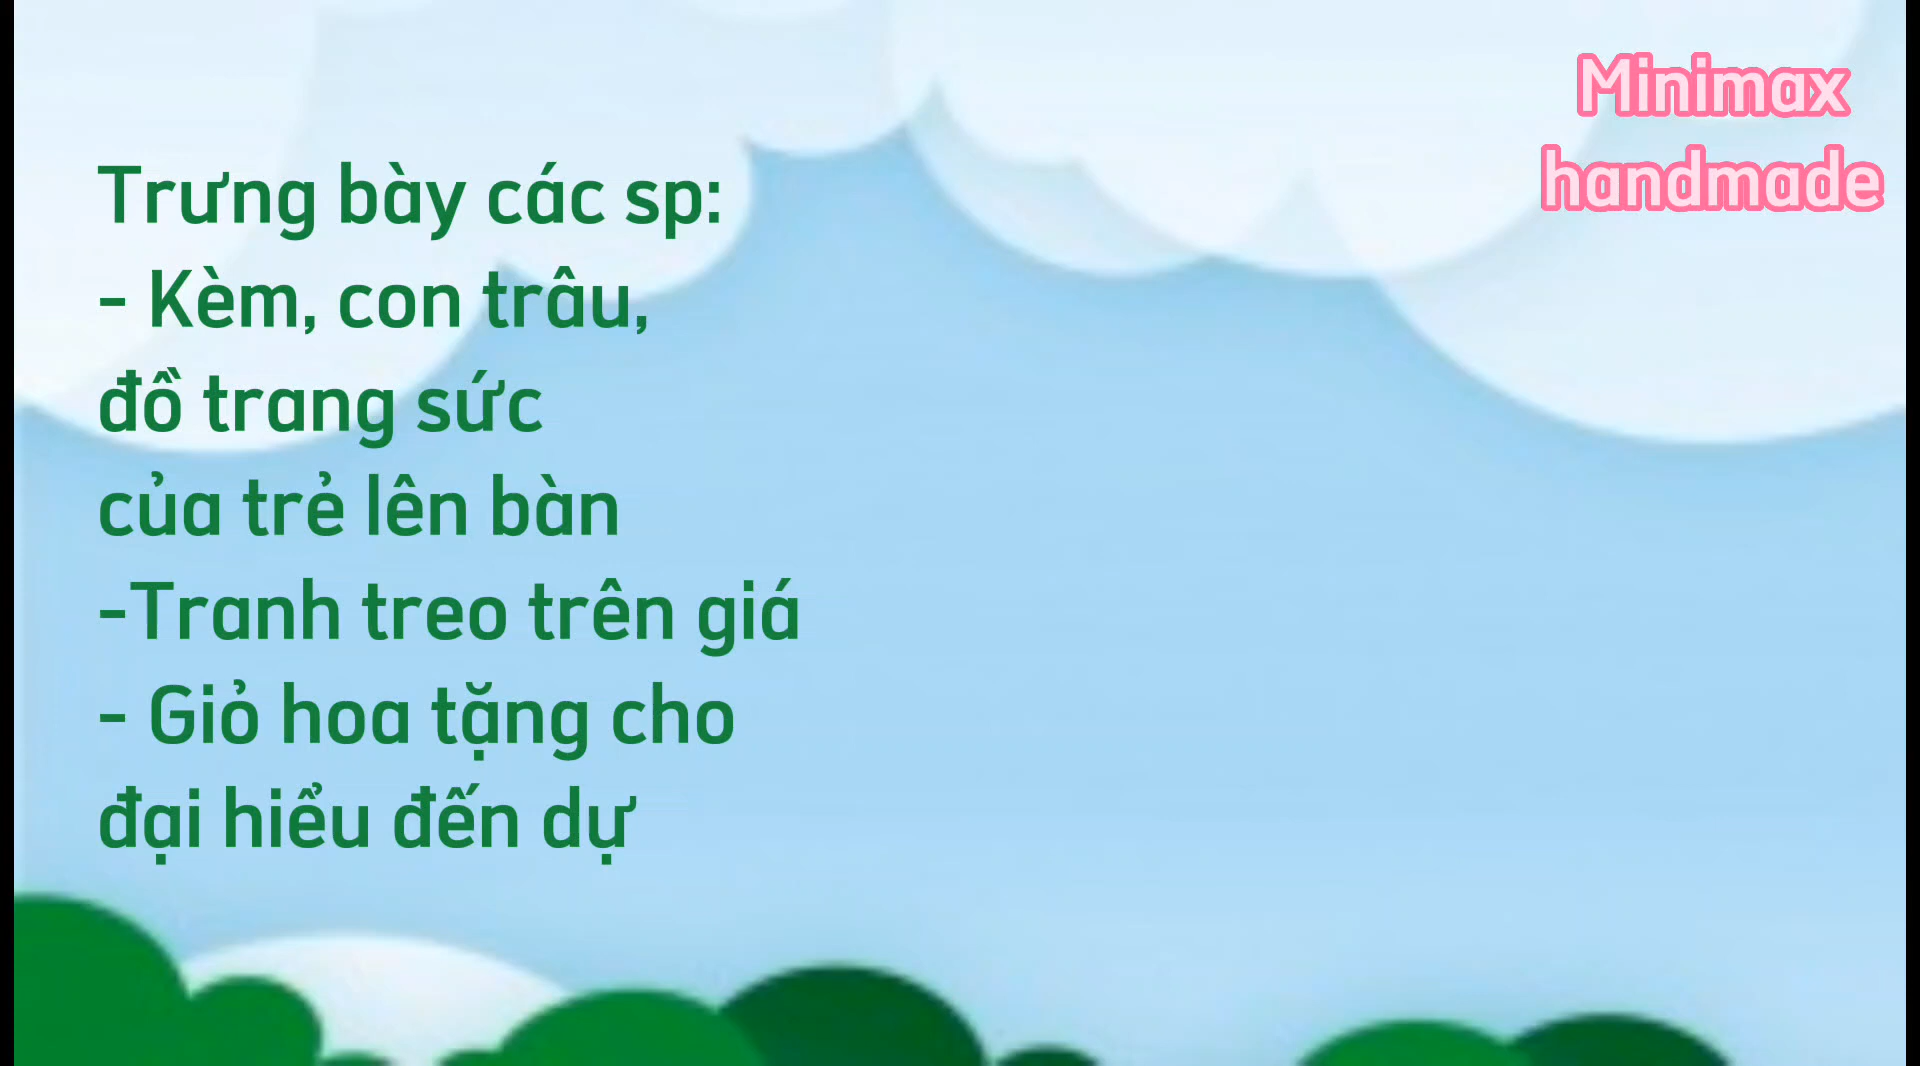 Minimax
handmade
Trưng bày các sp:
- Kèm, con trâu,
đồ trang sức
của trẻ lên bàn
-Tranh treo trên giá
- Giỏ hoa tặng cho
đại hiểu đến dự